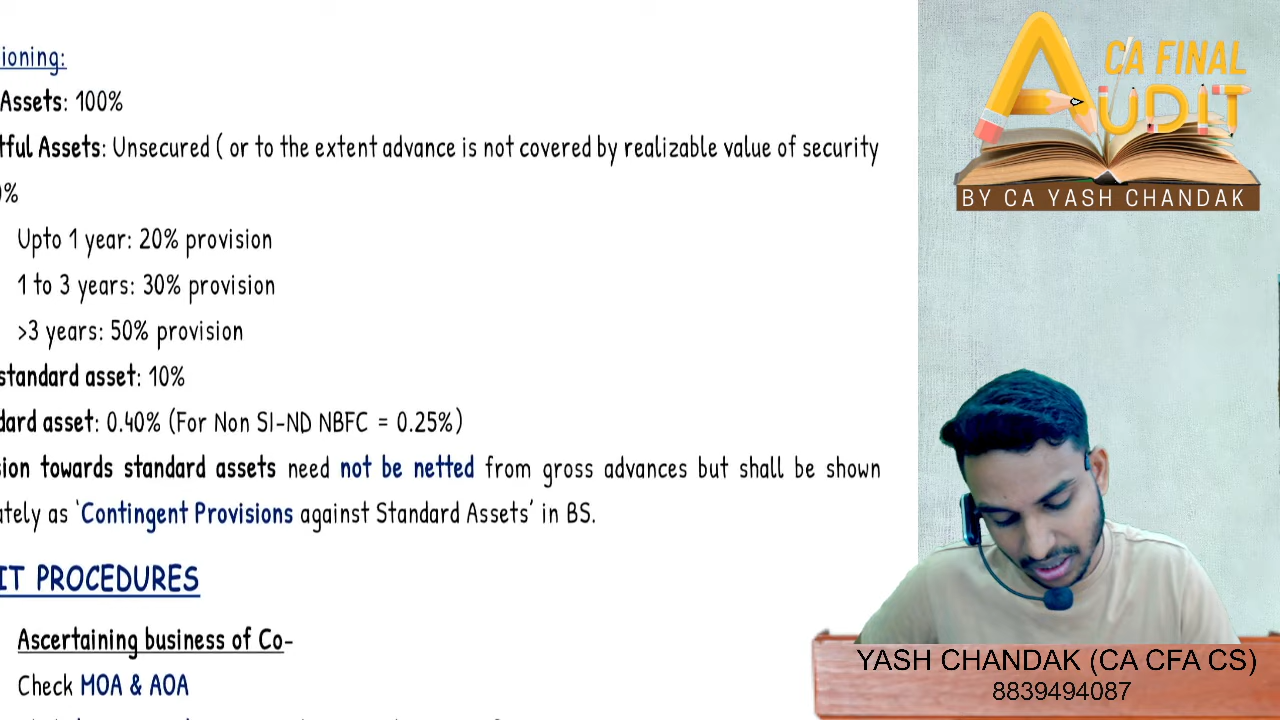 ioning:
Assets: 100%
tful Assets: Unsecured ( or to the extent advance is not covered by realizable value of security
0%
Upto 1 year: 20% provision
1 to 3 years: 30% provision
>3 years: 50% provision
standard asset: 10%
dard asset: 0.40% (For Non SI-ND NBFC = 0.25%)
sion towards standard assets need not be netted from gross advances but shall be shown
ately as ‘Contingent Provisions against Standard Assets’ in BS.
IT PROCEDURES
Ascertaining business of Co-
Check MOA & AOA
CA FINAL
AUDIT
BY CA YASH CHANDAK
YASH CHANDAK (CA CFA CS)
8839494087